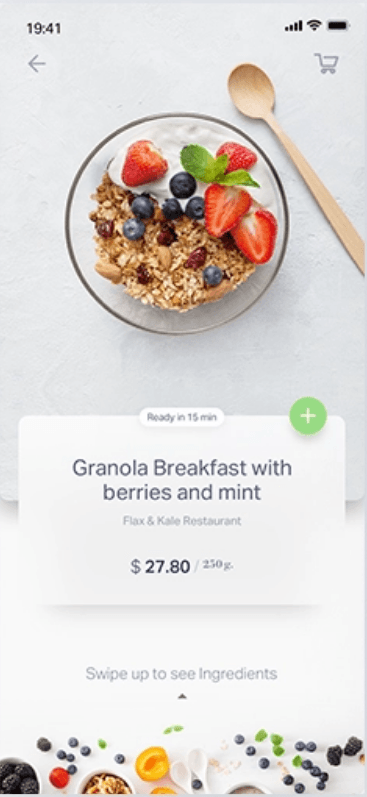 19:41
Ready in 15 min
Granola Breakfast with
berries and mint
Flax & Kale Restaurant
$ 27.80 / 250 g.
Swipe up to see Ingredients